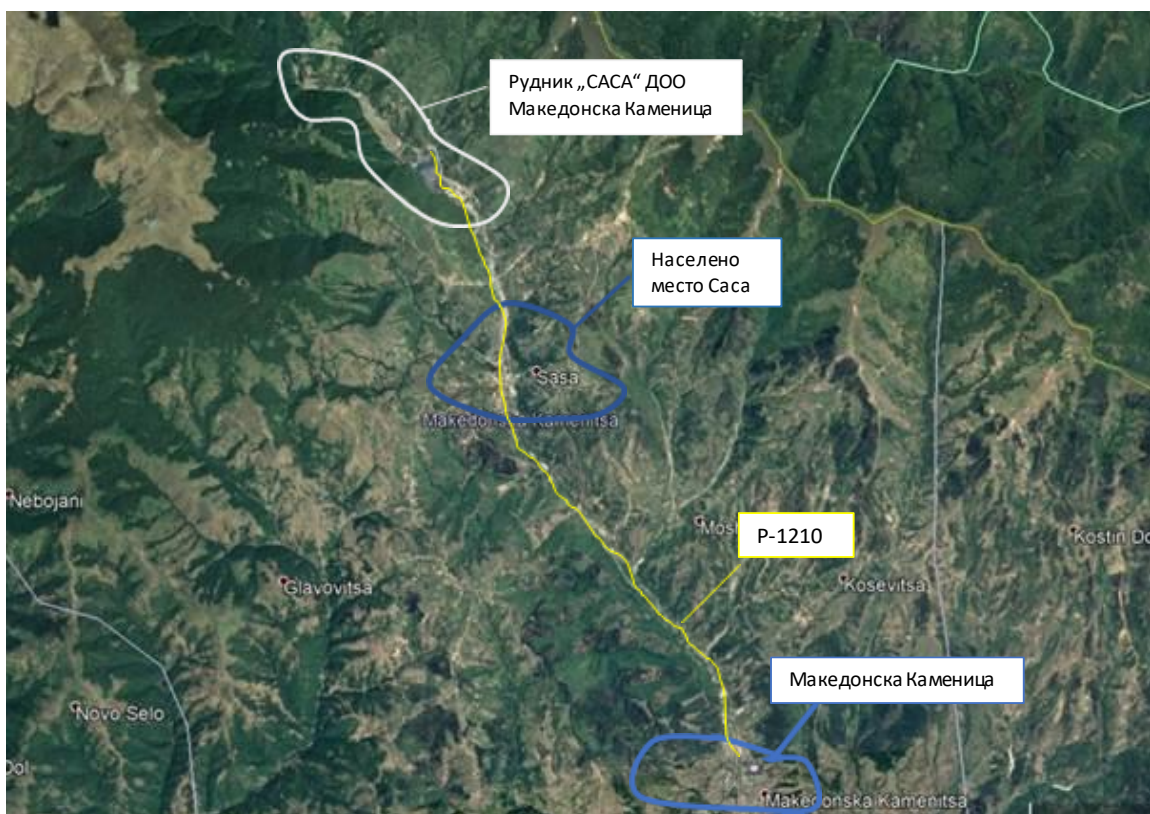 Рудник „САСА“ ДОО
Македонска Каменица
Населено
место Саса
Sasa
Makedonska Kamenitsa
Nebojani
P-1210
Kostin Do
Glavovitsa
Kosevitsa
Македонска Каменица
Novo Selo
Dol
Makedonska Kamenitsa